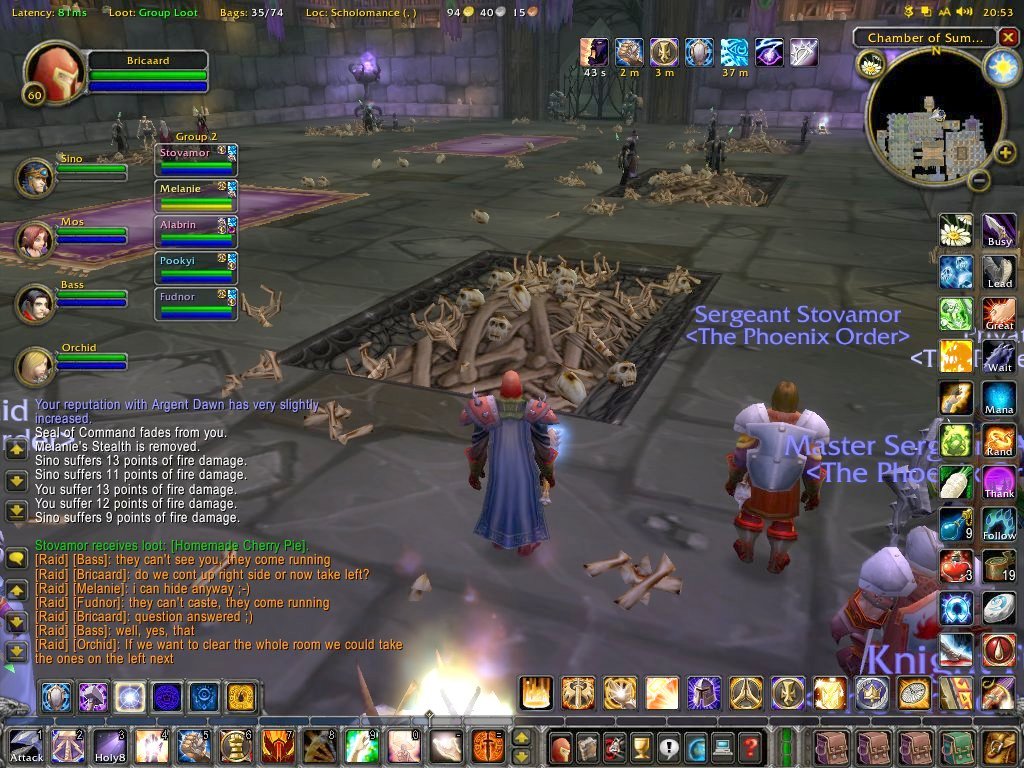 Latency: 81ms Loot: Group Loot Bags: 35/74 Loc: Scholomance (, ) 94 40 15 20:53
Chamber of Sum...
N
Bricaard
60
43 s 2 m 3 m 37 m
Group 2
Sino
Stovamor
Melanie
Mos
Alabrin
Pookyi
Bass
Fudnor
Orchid
Sergeant Stovamor
<The Phoenix Order>
Master Serg
<The Phoe
Knig
Busy
Lead
Great
Wait
Mana
Rand
Thank
9 Follow
3 19
Your reputation with Argent Dawn has very slightly
increased.
Seal of Command fades from you.
Melanie's Stealth is removed.
Sino suffers 13 points of fire damage.
Sino suffers 11 points of fire damage.
You suffer 13 points of fire damage.
You suffer 12 points of fire damage.
Sino suffers 9 points of fire damage.
Stovamor receives loot: [Homemade Cherry Pie].
[Raid] [Bass]: they can't see you, they come running
[Raid] [Bricaard]: do we cont up right side or now take left?
[Raid] [Melanie]: i can hide anyway ;-)
[Raid] [Fudnor]: they can't caste, they come running
[Raid] [Bricaard]: question answered ;)
[Raid] [Bass]: well, yes, that
[Raid] [Orchid]: If we want to clear the whole room we could take
the ones on the left next
Attack 2 Holy8 3 4 5 6 7 8 9 0 - =